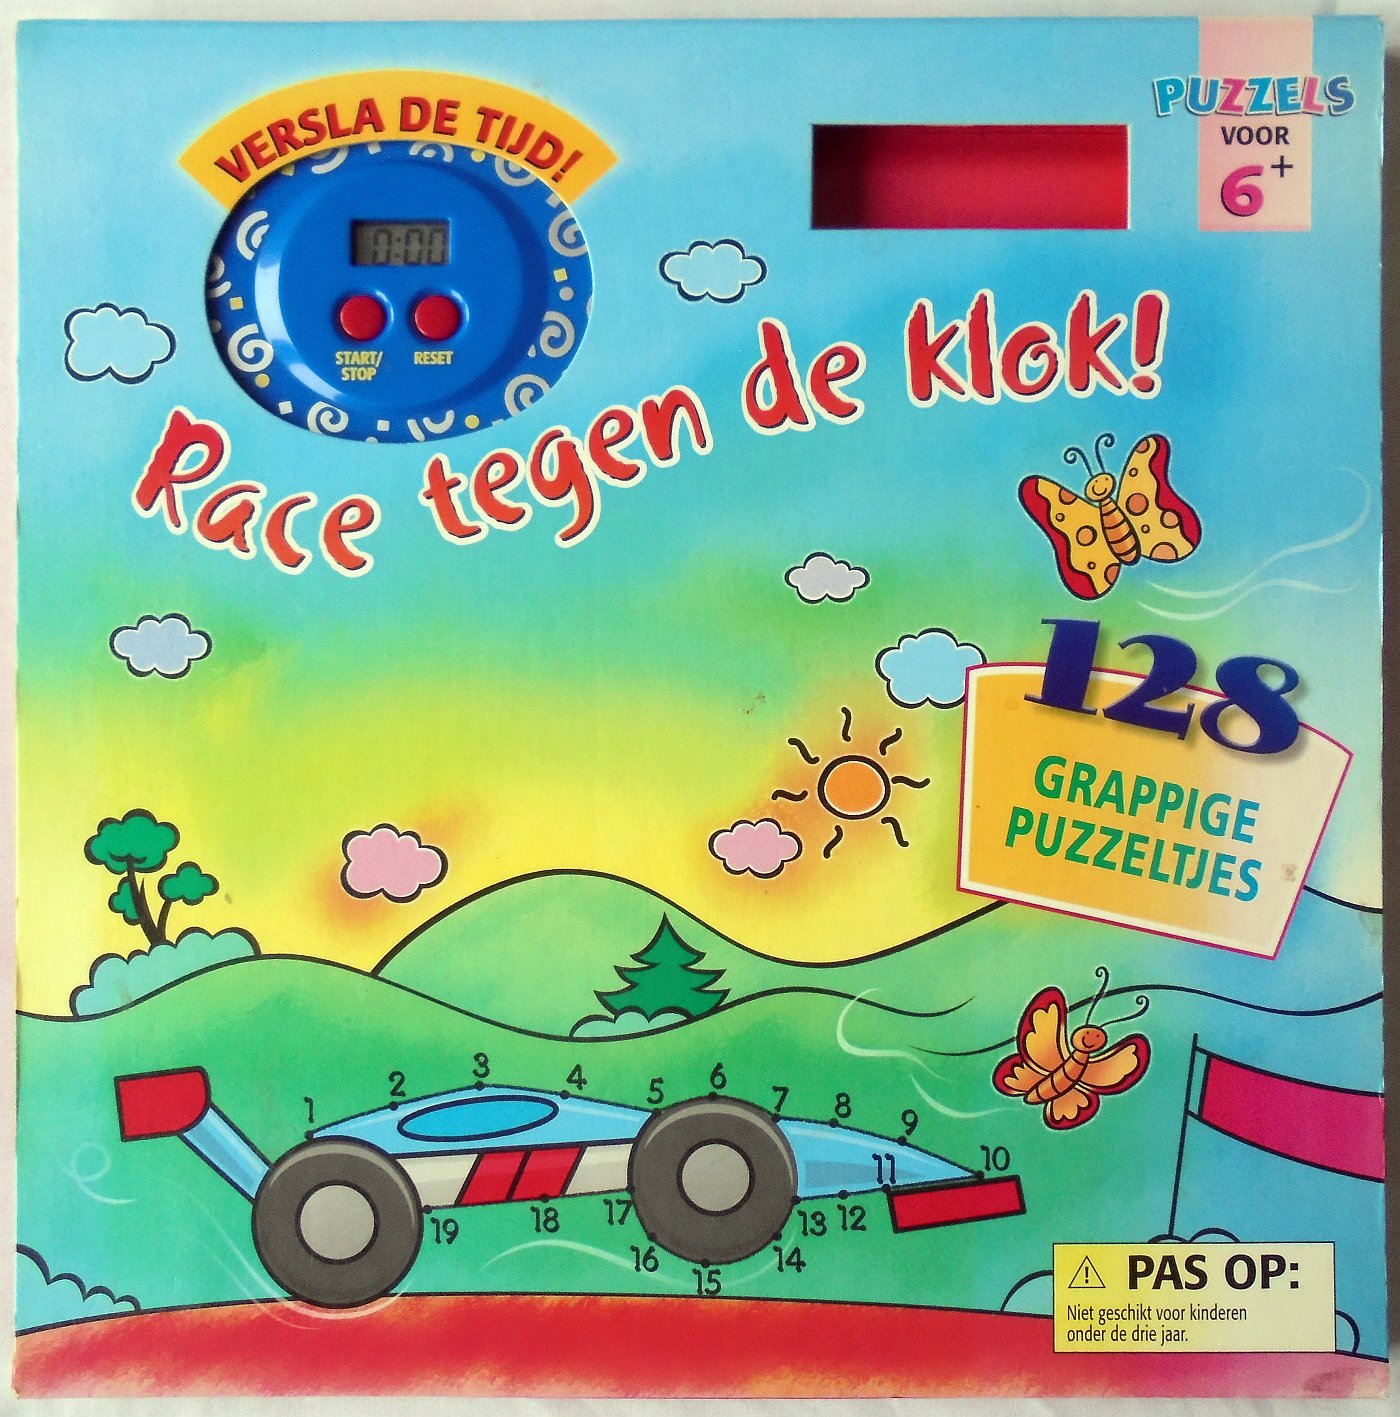 VERSLA DE TIJD!
PUZZELS
VOOR
6+
0:00
START/
STOP
RESET
Race tegen de klok!
128
GRAPPIGE
PUZZELTJES
1
2
3
4
5
6
7
8
9
10
11
12
13
14
15
16
17
18
19
PAS OP:
Niet geschikt voor kinderen
onder de drie jaar.